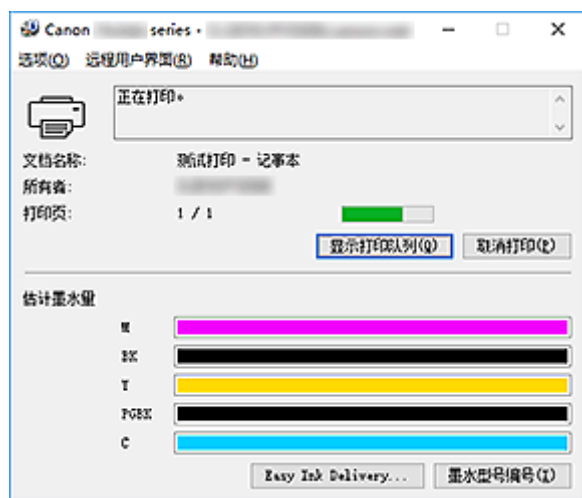 Canon series •
选项(O) 远程用户界面(R) 帮助(H)
正在打印。
文档名称: 测试打印 - 记事本
所有者:
打印页: 1 / 1
显示打印队列(Q) 取消打印(P)
估计墨水量
M
BK
Y
PGBK
C
Easy Ink Delivery... 墨水型号编号(I)